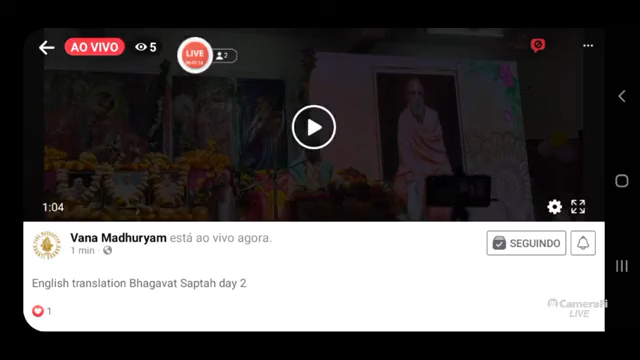 AO VIVO 5 LIVE 2
1:04
Vana Madhuryam está ao vivo agora.
SEGUINDO
1 min
English translation Bhagavat Saptah day 2
1
CameraFi
LIVE